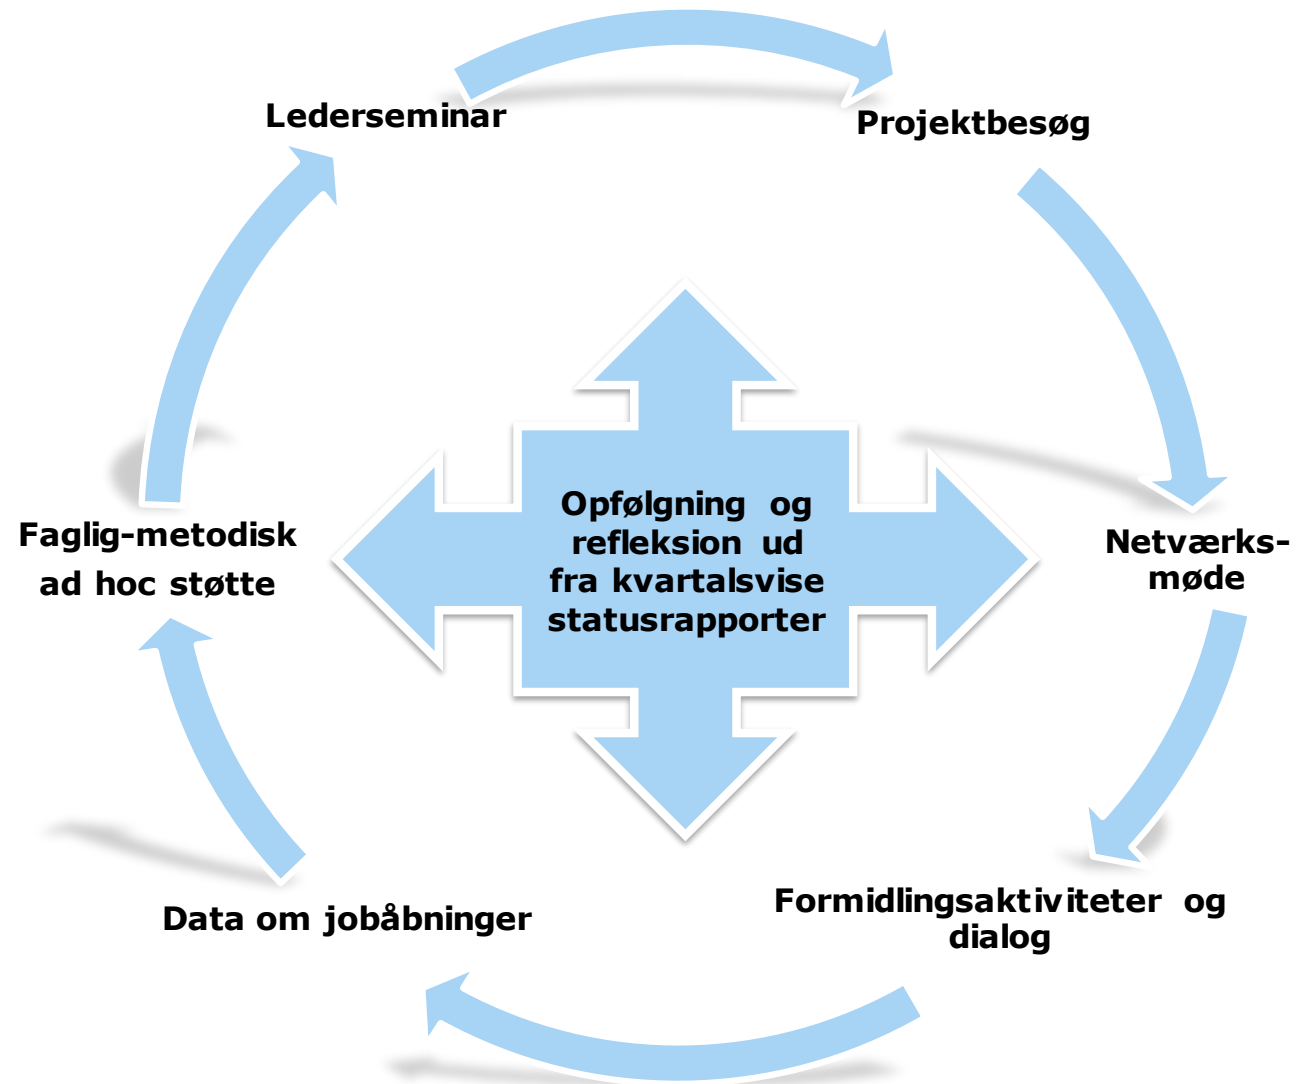 Lederseminar
Projektbesøg
Netværks-
møde
Formidlingsaktiviteter og
dialog
Data om jobåbninger
Faglig-metodisk
ad hoc støtte
Opfølgning og
refleksion ud
fra kvartalsvise
statusrapporter